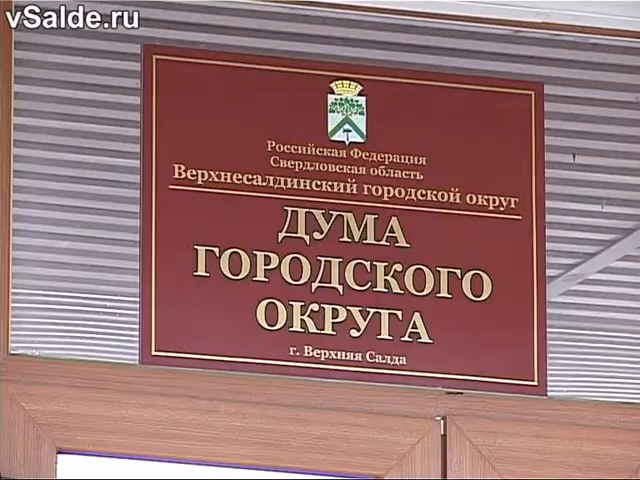 vSalde.ru
Российская Федерация
Свердловская область
Верхнесалдинский городской округ
ДУМА
ГОРОДСКОГО
ОКРУГА
г. Верхняя Салда